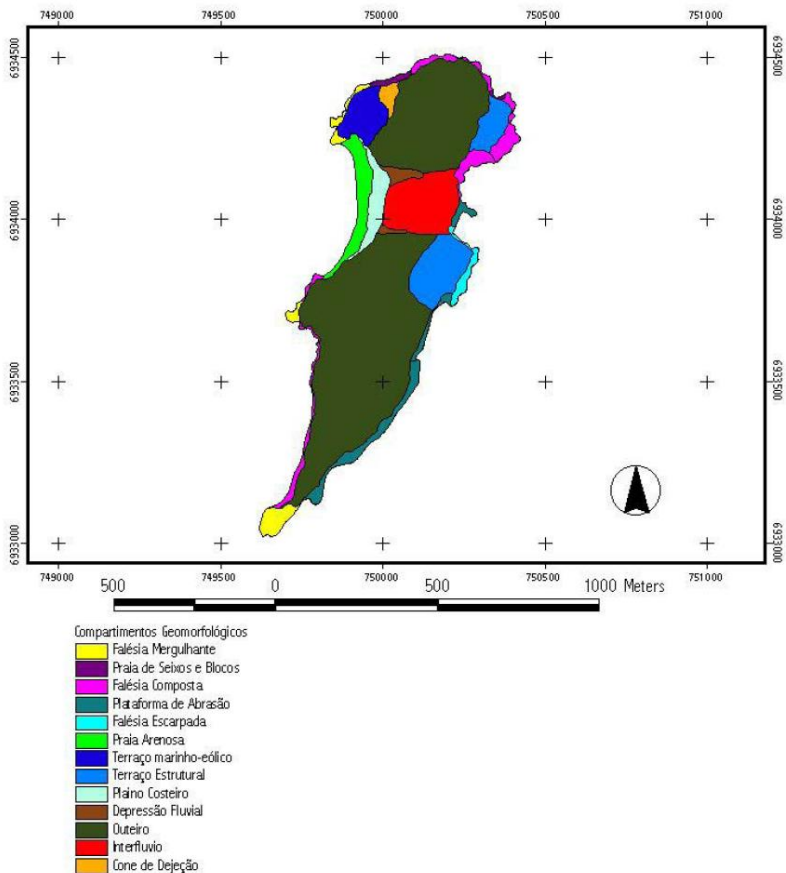 749000 749500 750000 750500 751000
6934500 6934500
6934000 6934000
6933500 6933500
6933000 6933000
749000 749500 750000 750500 751000
500 0 500 1000 Meters
Compartimentos Geomorfológicos
Falésia Mergulhante
Praia de Seixos e Blocos
Falésia Composta
Plataforma de Abrasão
Falésia Escarpada
Praia Arenosa
Terraço marinho-eólico
Terraço Estrutural
Plaino Costeiro
Depressão Fluvial
Outeiro
Interfluvio
Cone de Dejeção